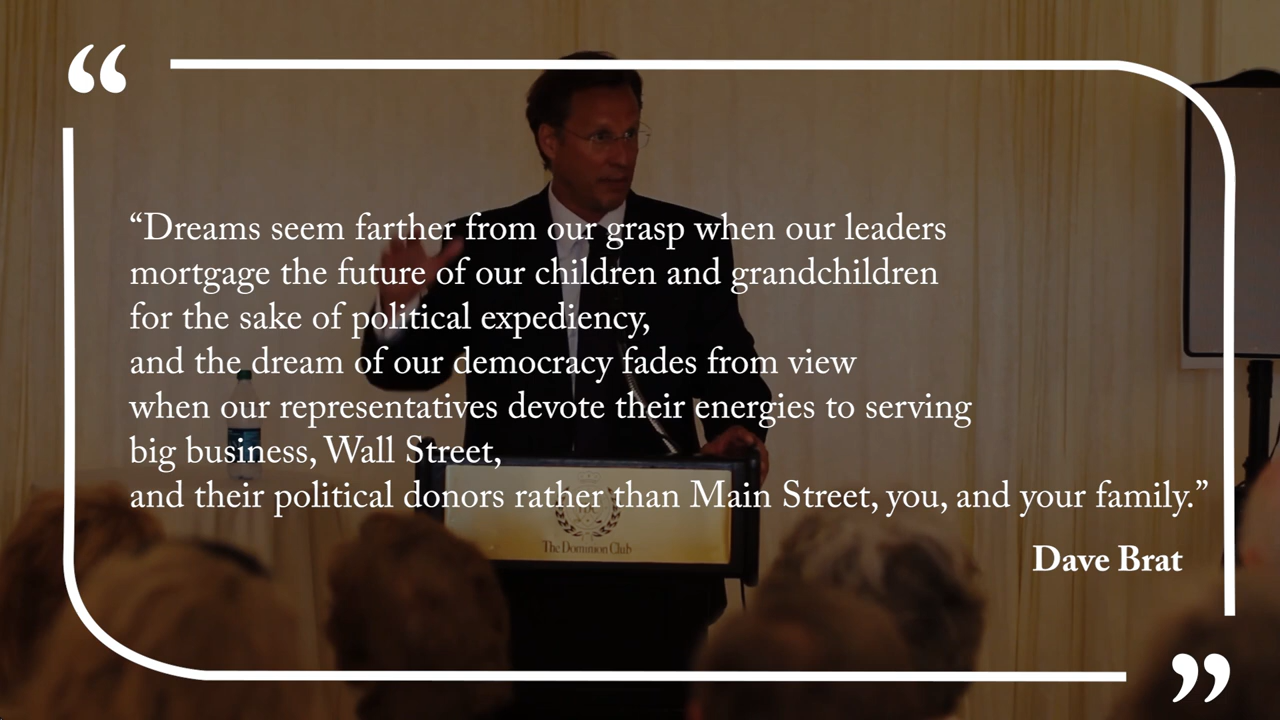 “Dreams seem farther from our grasp when our leaders
mortgage the future of our children and grandchildren
for the sake of political expediency,
and the dream of our democracy fades from view
when our representatives devote their energies to serving
big business, Wall Street,
and their political donors rather than Main Street, you, and your family.”
The Dominion Club
Dave Brat